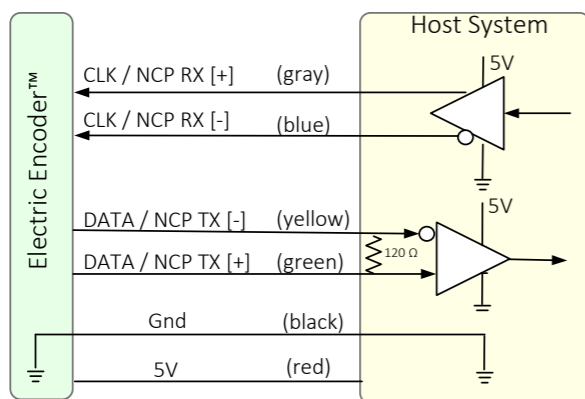 Host System
Electric Encoder™
5V
CLK / NCP RX [+] (gray)
CLK / NCP RX [-] (blue)
5V
DATA / NCP TX [-] (yellow)
120 Ω
DATA / NCP TX [+] (green)
Gnd (black)
5V (red)